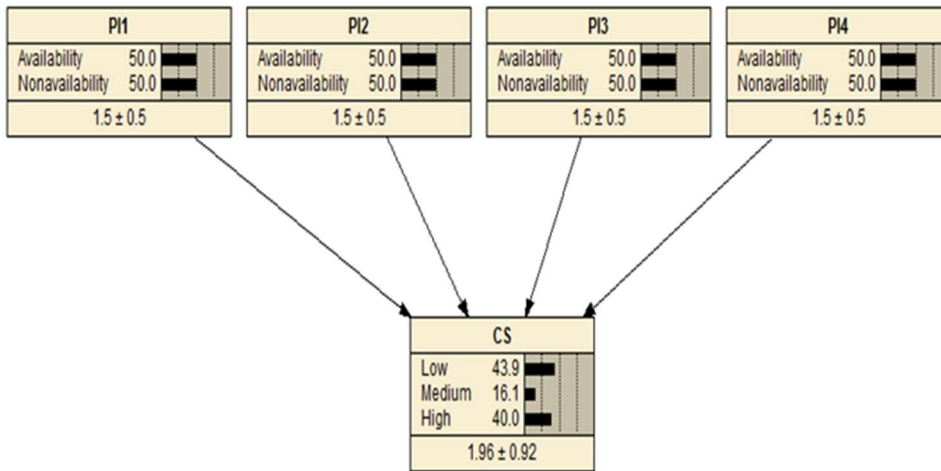 PI1
Availability 50.0
Nonavailability 50.0
1.5 ± 0.5
PI2
Availability 50.0
Nonavailability 50.0
1.5 ± 0.5
PI3
Availability 50.0
Nonavailability 50.0
1.5 ± 0.5
PI4
Availability 50.0
Nonavailability 50.0
1.5 ± 0.5
CS
Low 43.9
Medium 16.1
High 40.0
1.96 ± 0.92